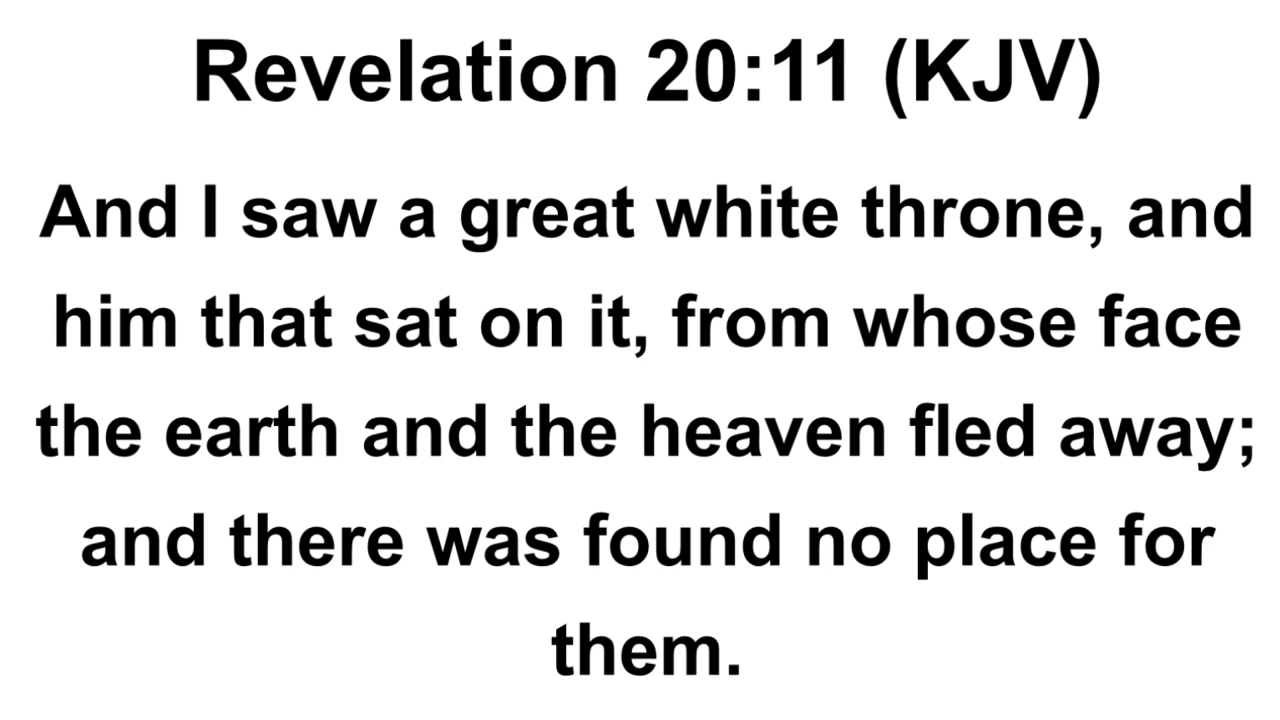 Revelation 20:11 (KJV)
And I saw a great white throne, and
him that sat on it, from whose face
the earth and the heaven fled away;
and there was found no place for
them.